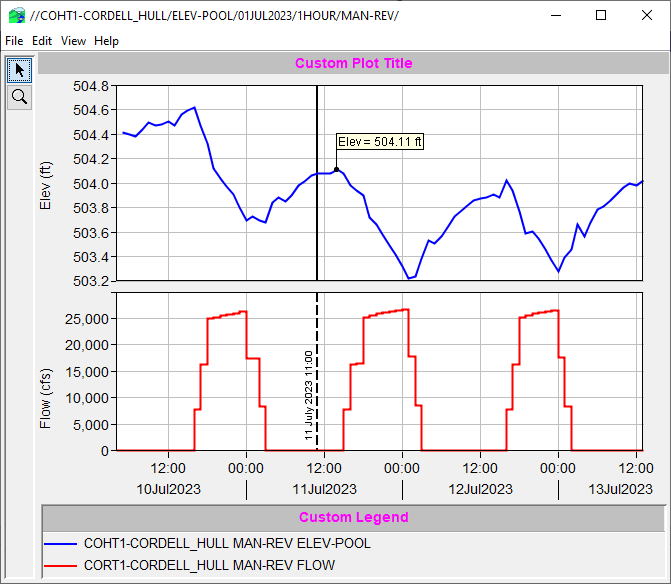 //COHT1-CORDELL_HULL/ELEV-POOL/01JUL2023/1HOUR/MAN-REV/
File Edit View Help
Custom Plot Title
504.8
504.6
504.4
504.2
504.0
503.8
503.6
503.4
503.2
Elev (ft)
Elev = 504.11 ft
25,000
20,000
15,000
10,000
5,000
0
Flow (cfs)
11 July 2023 11:00
12:00 00:00 12:00 00:00 12:00 00:00 12:00
10Jul2023 11Jul2023 12Jul2023 13Jul2023
Custom Legend
COHT1-CORDELL_HULL MAN-REV ELEV-POOL
CORT1-CORDELL_HULL MAN-REV FLOW